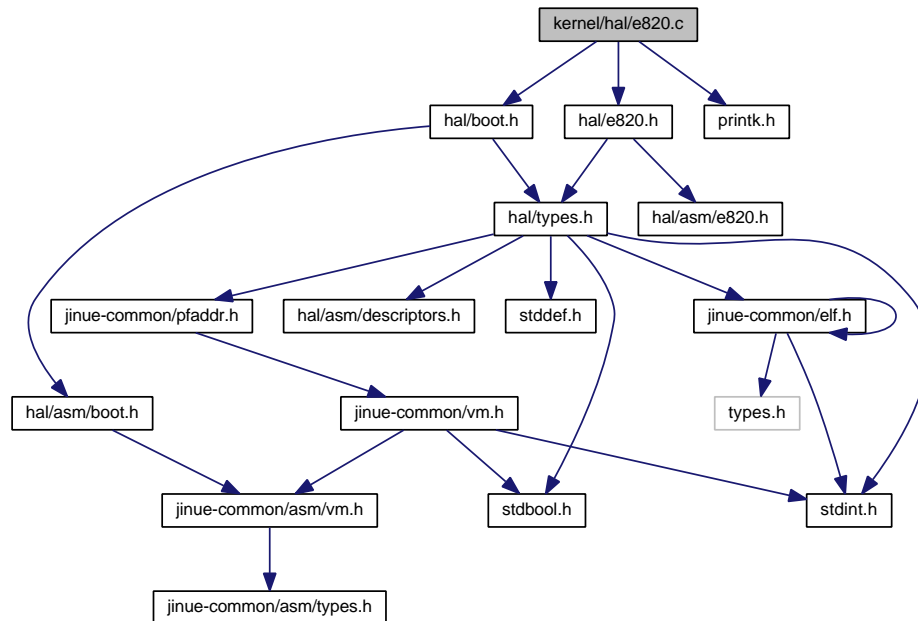 kernel/hal/e820.c
hal/boot.h
hal/e820.h
printk.h
hal/types.h
hal/asm/e820.h
jinue-common/pfaddr.h
hal/asm/descriptors.h
stddef.h
jinue-common/elf.h
hal/asm/boot.h
jinue-common/vm.h
types.h
jinue-common/asm/vm.h
stdbool.h
stdint.h
jinue-common/asm/types.h